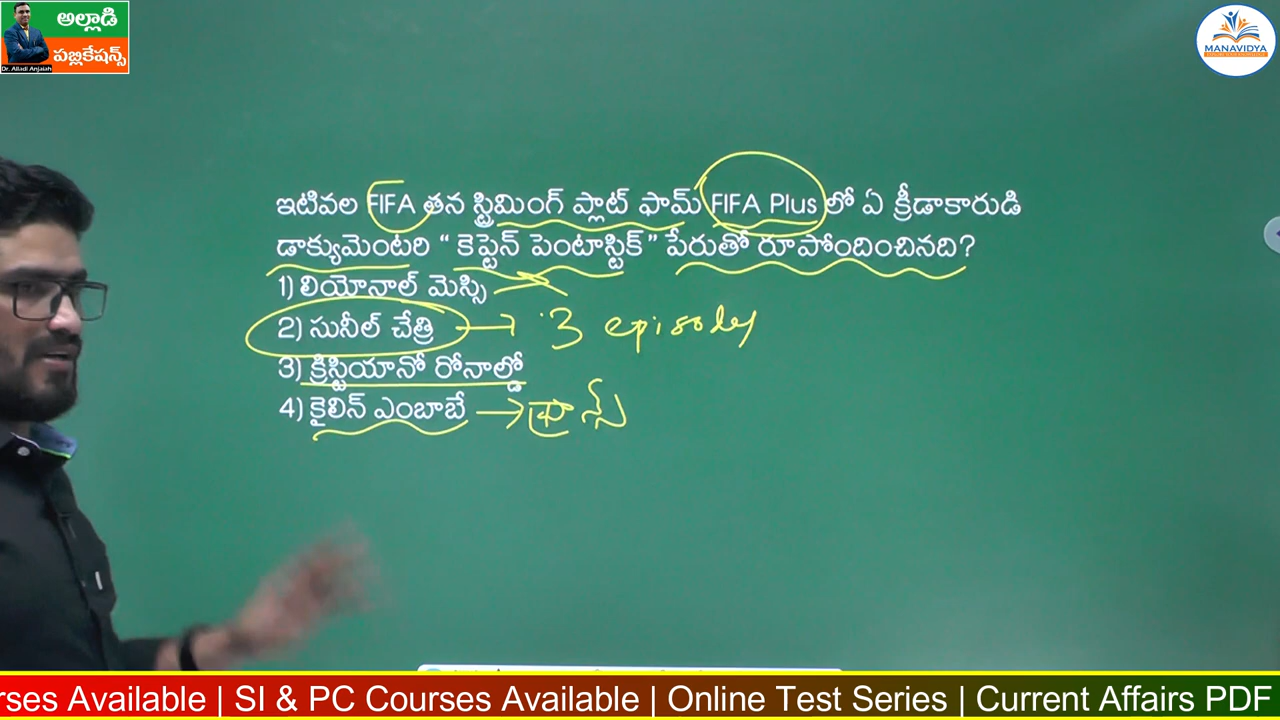 అల్లాడి
పబ్లికేషన్స్
Dr. Alladi Anjaiah
MANAVIDYA
ఇటీవల FIFA తన స్ట్రిమింగ్ ప్లాట్ ఫామ్ FIFA Plus లో ఏ క్రీడాకారుడి
డాక్యుమెంటరి “ కెప్టెన్ పెంటాస్టిక్” పేరుతో రూపోందించినది?
1) లియోనాల్ మెస్సి
2) సునీల్ చేత్రి → 3 episodes
3) క్రిస్టియానో రోనాల్డో
4) కైలిన్ ఎంబాబే → ఫ్రాన్స్
rses Available | SI & PC Courses Available | Online Test Series | Current Affairs PDF